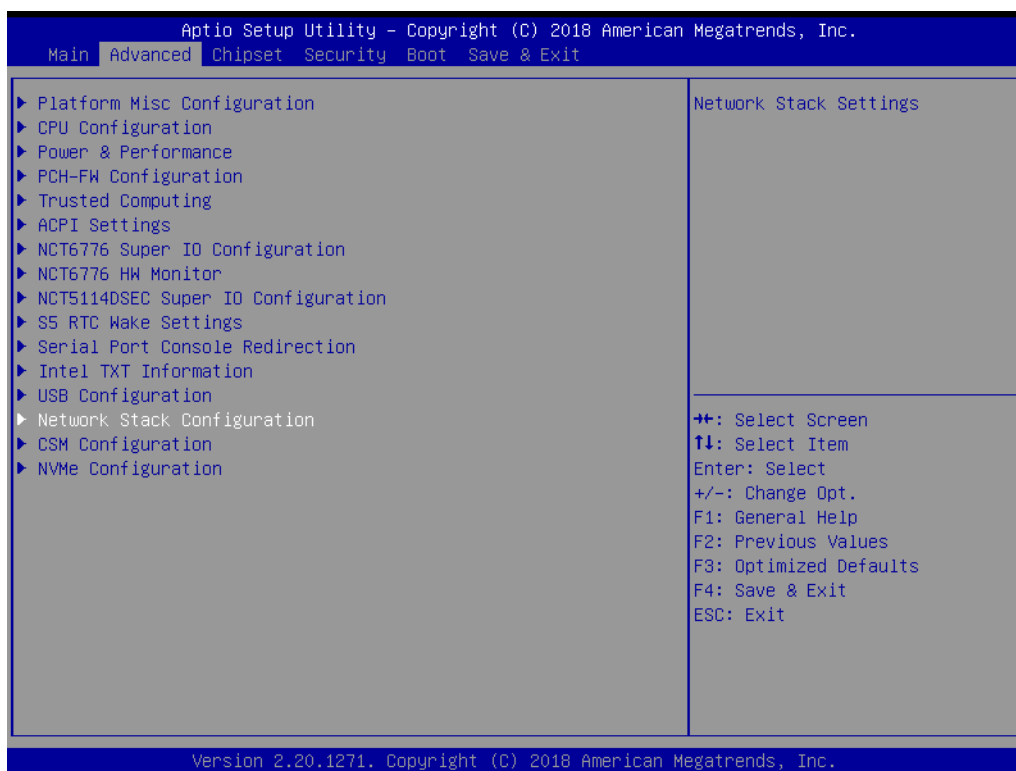 Aptio Setup Utility – Copyright (C) 2018 American Megatrends, Inc.
Main Advanced Chipset Security Boot Save & Exit
▶ Platform Misc Configuration
▶ CPU Configuration
▶ Power & Performance
▶ PCH-FW Configuration
▶ Trusted Computing
▶ ACPI Settings
▶ NCT6776 Super IO Configuration
▶ NCT6776 HW Monitor
▶ NCT5114DSEC Super IO Configuration
▶ S5 RTC Wake Settings
▶ Serial Port Console Redirection
▶ Intel TXT Information
▶ USB Configuration
▶ Network Stack Configuration
▶ CSM Configuration
▶ NVMe Configuration
Network Stack Settings
→←: Select Screen
↑↓: Select Item
Enter: Select
+/-: Change Opt.
F1: General Help
F2: Previous Values
F3: Optimized Defaults
F4: Save & Exit
ESC: Exit
Version 2.20.1271. Copyright (C) 2018 American Megatrends, Inc.